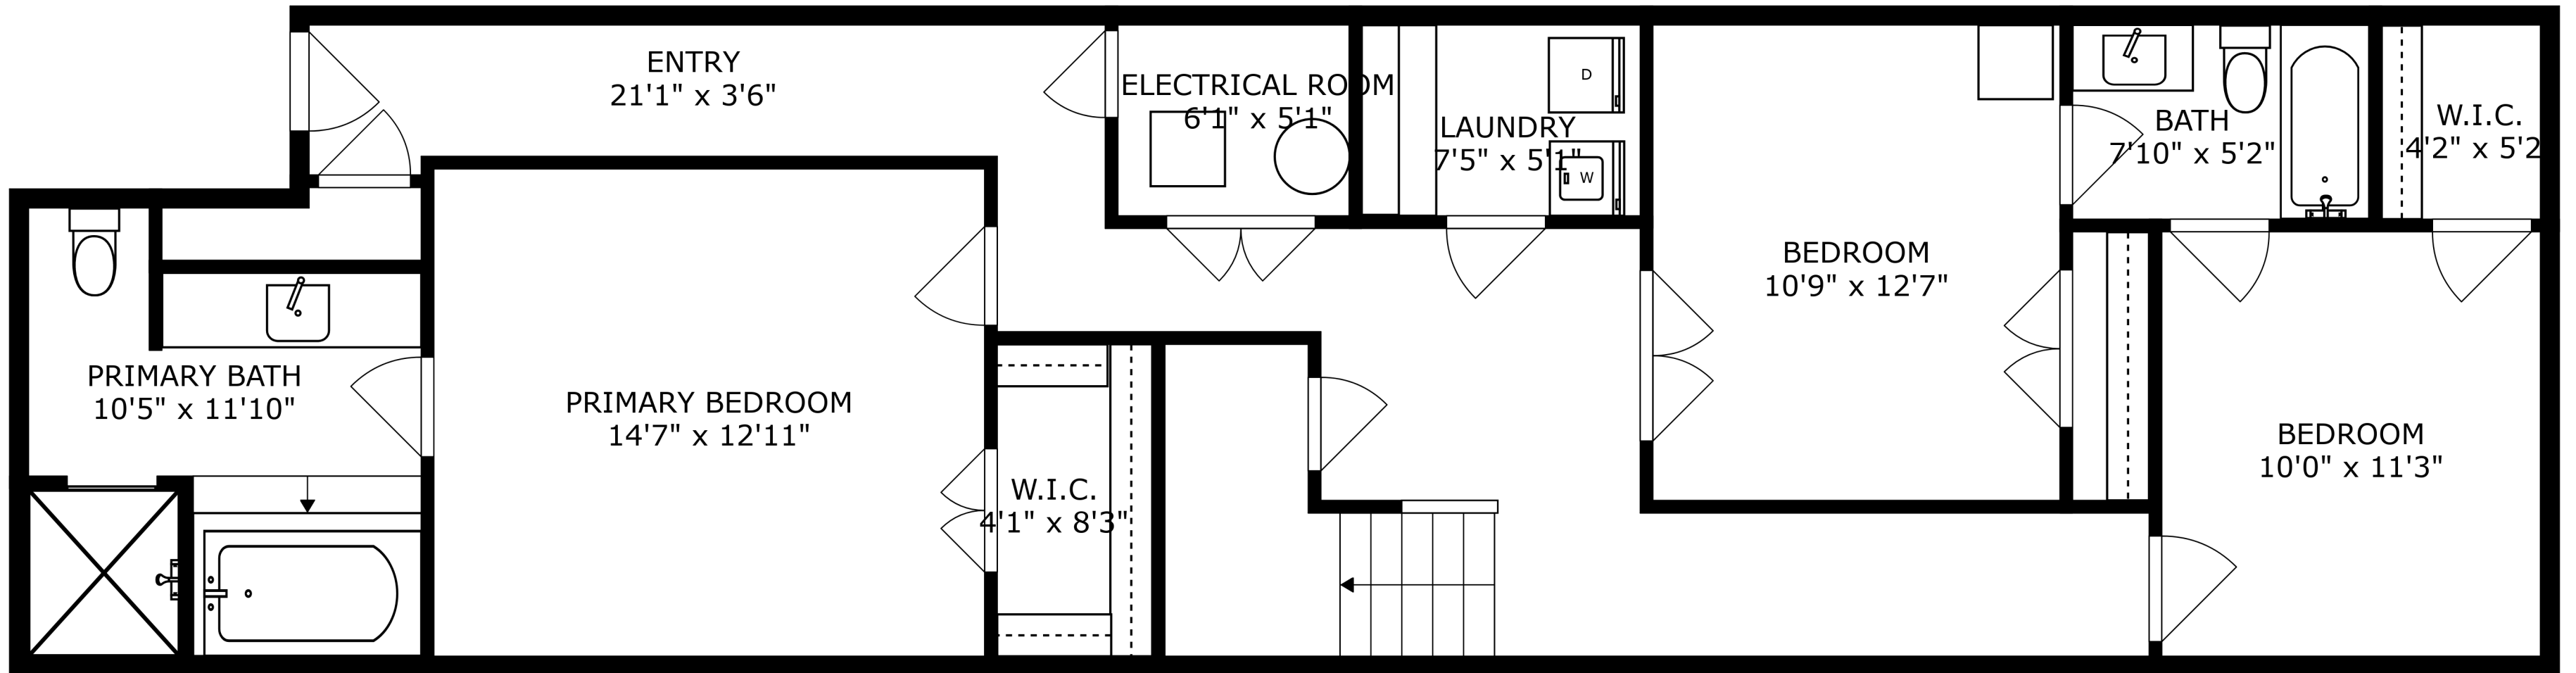 ENTRY
21'1" x 3'6"
ELECTRICAL ROOM
6'1" x 5'1"
LAUNDRY
7'5" x 5'1"
D
W
BEDROOM
10'9" x 12'7"
BATH
7'10" x 5'2"
W.I.C.
4'2" x 5'2
PRIMARY BATH
10'5" x 11'10"
PRIMARY BEDROOM
14'7" x 12'11"
W.I.C.
4'1" x 8'3"
BEDROOM
10'0" x 11'3"